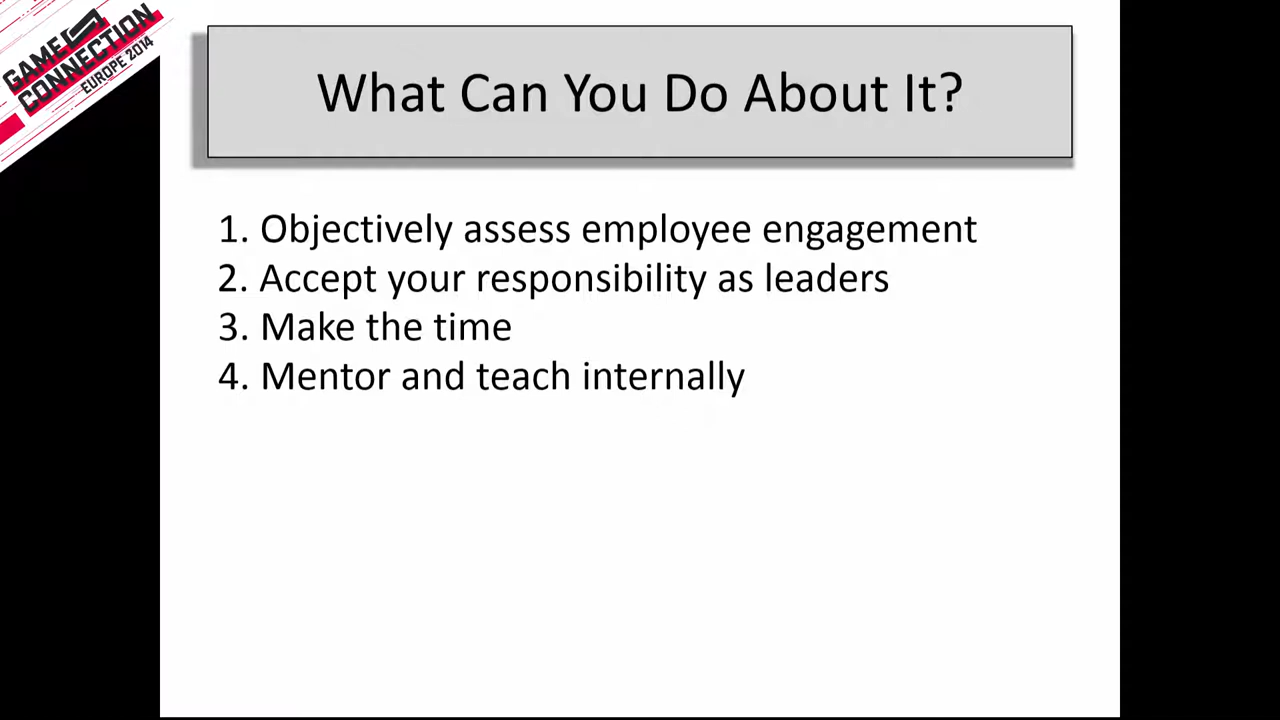 GAME
CONNECTION
EUROPE 2014
What Can You Do About It?
1. Objectively assess employee engagement
2. Accept your responsibility as leaders
3. Make the time
4. Mentor and teach internally